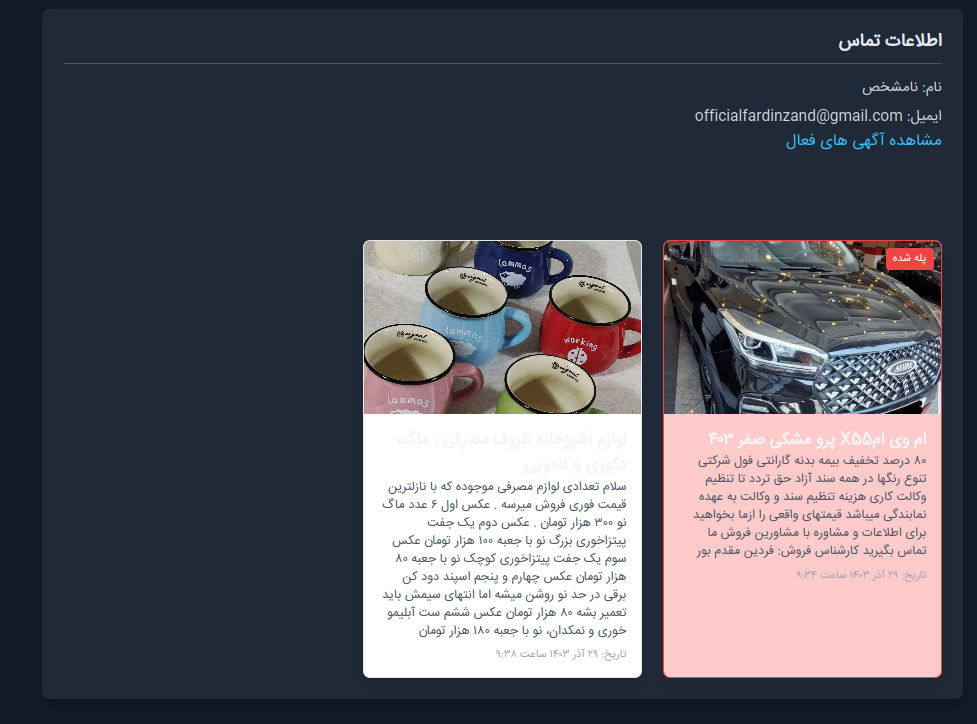 اطلاعات تماس
نام: نامشخص
ایمیل: officialfardinzand@gmail.com
مشاهده آگهی های فعال
پله شده
ام وی امX55 پرو مشکی صفر ۴۰۳
۸۰ درصد تخفیف بیمه بدنه گارانتی فول شرکتی
تنوع رنگها در همه سند آزاد حق تردد تا تنظیم
وکالت کاری هزینه تنظیم سند و وکالت به عهده
نمایندگی میباشد قیمتهای واقعی را ازما بخواهید
برای اطلاعات و مشاوره با مشاورین فروش ما
تماس بگیرید کارشناس فروش: فردین مقدم بور
تاریخ: ۲۹ آذر ۱۴۰۳ ساعت ۹:۳۴
lammas
lammas
working
lammas
لوازم اشپزخانه ظروف مصرفی ، ماگ،
دکوری و کادویی
سلام تعدادی لوازم مصرفی موجوده که با نازلترین
قیمت فوری فروش میرسه . عکس اول ۶ عدد ماگ
نو ۳۰۰ هزار تومان . عکس دوم یک جفت
پیتزاخوری بزرگ نو با جعبه ۱۰۰ هزار تومان عکس
سوم یک جفت پیتزاخوری کوچک نو با جعبه ۸۰
هزار تومان عکس چهارم و پنجم اسپند دود کن
برقی در حد نو روشن میشه اما انتهای سیمش باید
تعمیر بشه ۸۰ هزار تومان عکس ششم ست آبلیمو
خوری و نمکدان، نو با جعبه ۱۸۰ هزار تومان
تاریخ: ۲۹ آذر ۱۴۰۳ ساعت ۹:۳۸